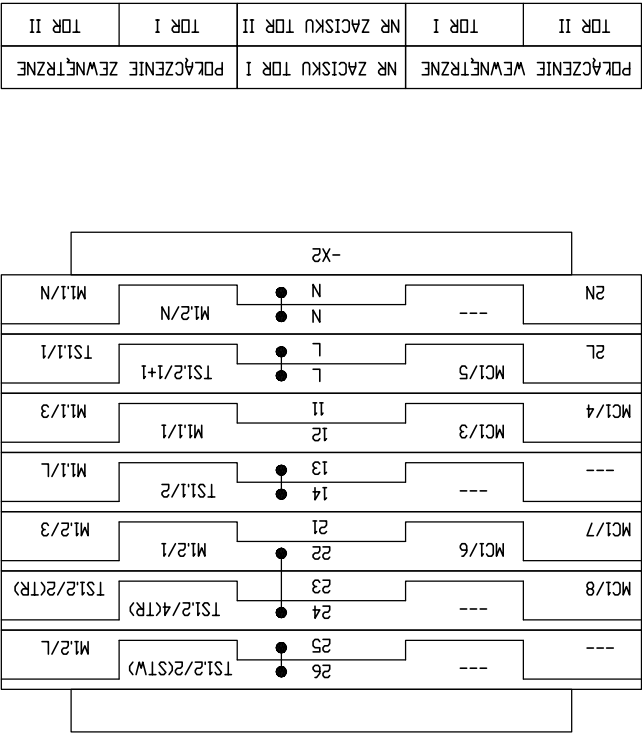 --- 26 TS1.2/2(STW)
--- 25 M1.2/L
--- 24 TS1.2/4(TR)
MC1/8 23 TS1.2/2(TR)
MC1/6 22 M1.2/1
MC1/7 21 M1.2/3
--- 14 TS1.1/2
--- 13 M1.1/L
MC1/3 12 M1.1/1
MC1/4 11 M1.1/3
MC1/5 L TS1.2/1+1
2L L TS1.1/1
--- N M1.2/N
2N N M1.1/N
-X2
POŁĄCZENIE WEWNĘTRZNE NR ZACISKU TOR I POŁĄCZENIE ZEWNĘTRZNE
TOR II TOR I NR ZACISKU TOR II TOR I TOR II